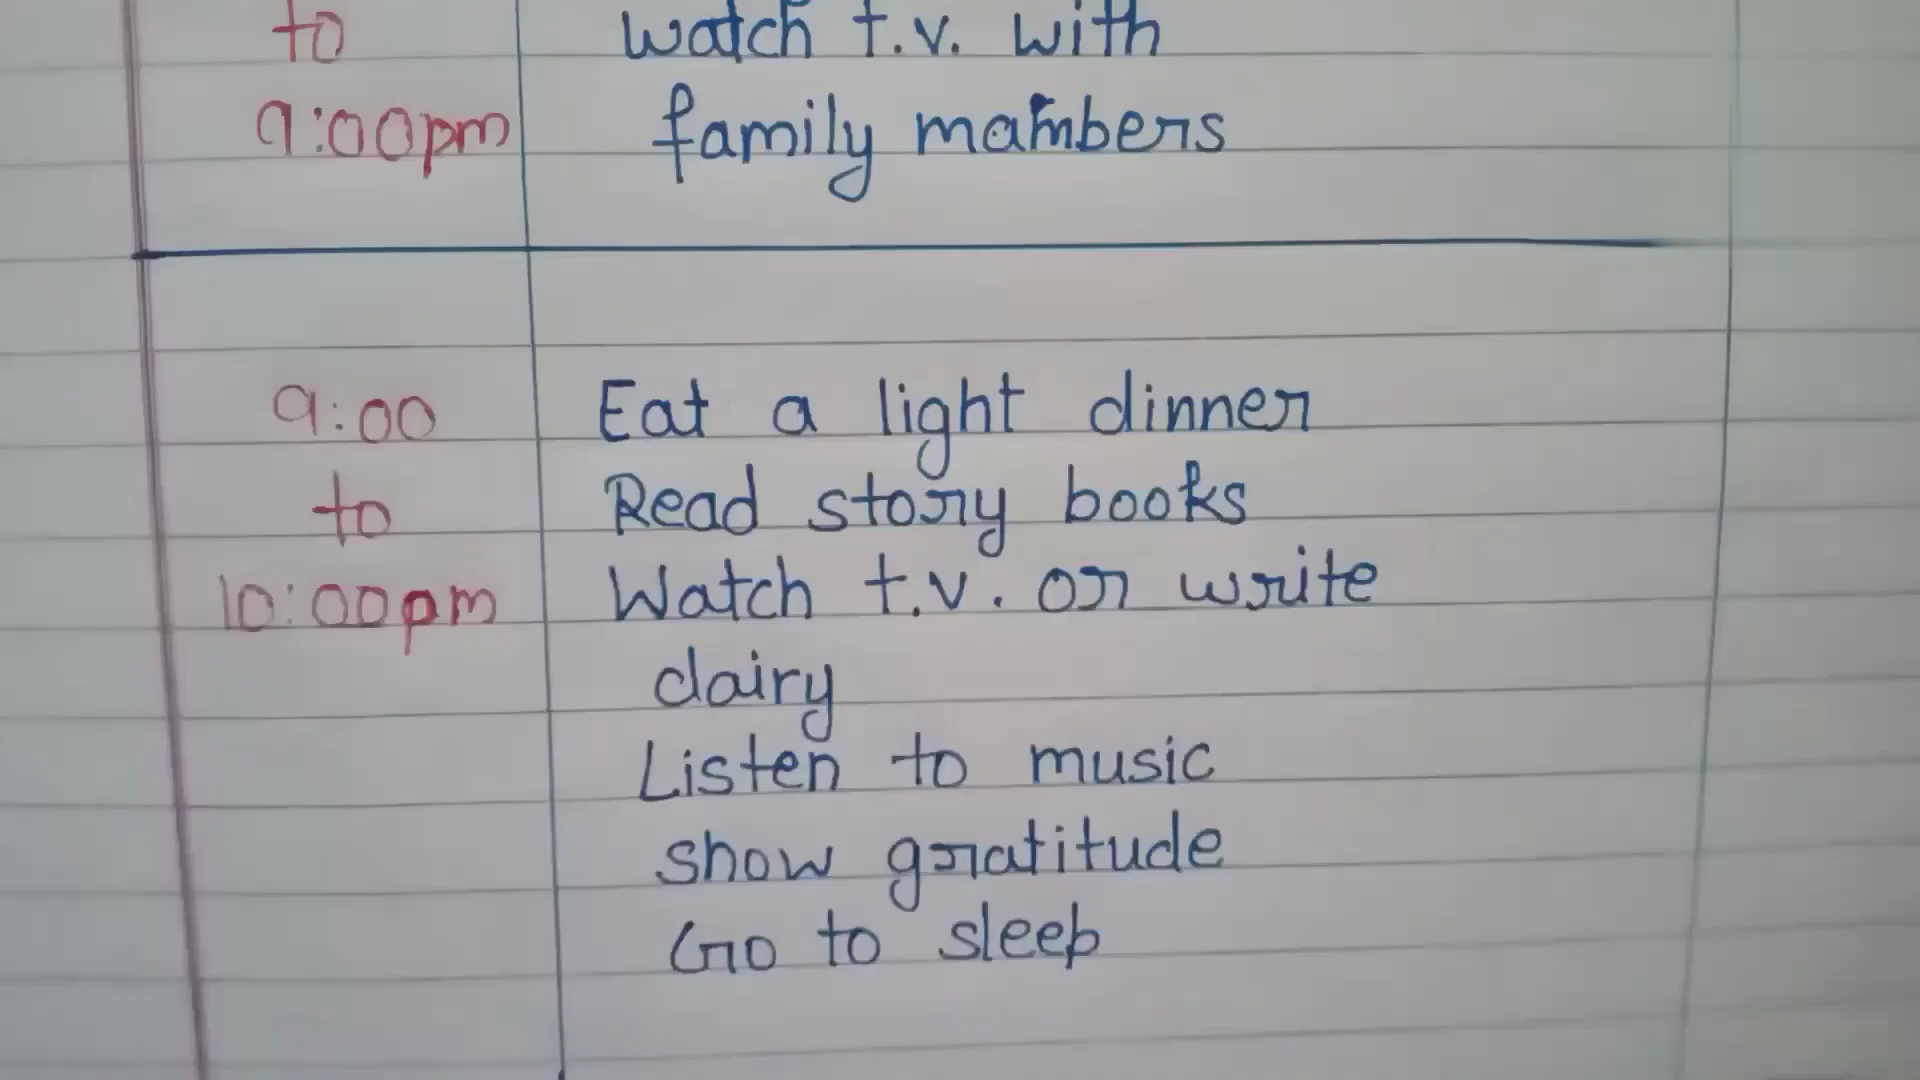 to watch t.v. with
9:00pm family mambers
9:00 Eat a light dinner
to Read story books
10:00pm Watch t.v. or write
dairy
Listen to music
show gratitude
Go to sleep